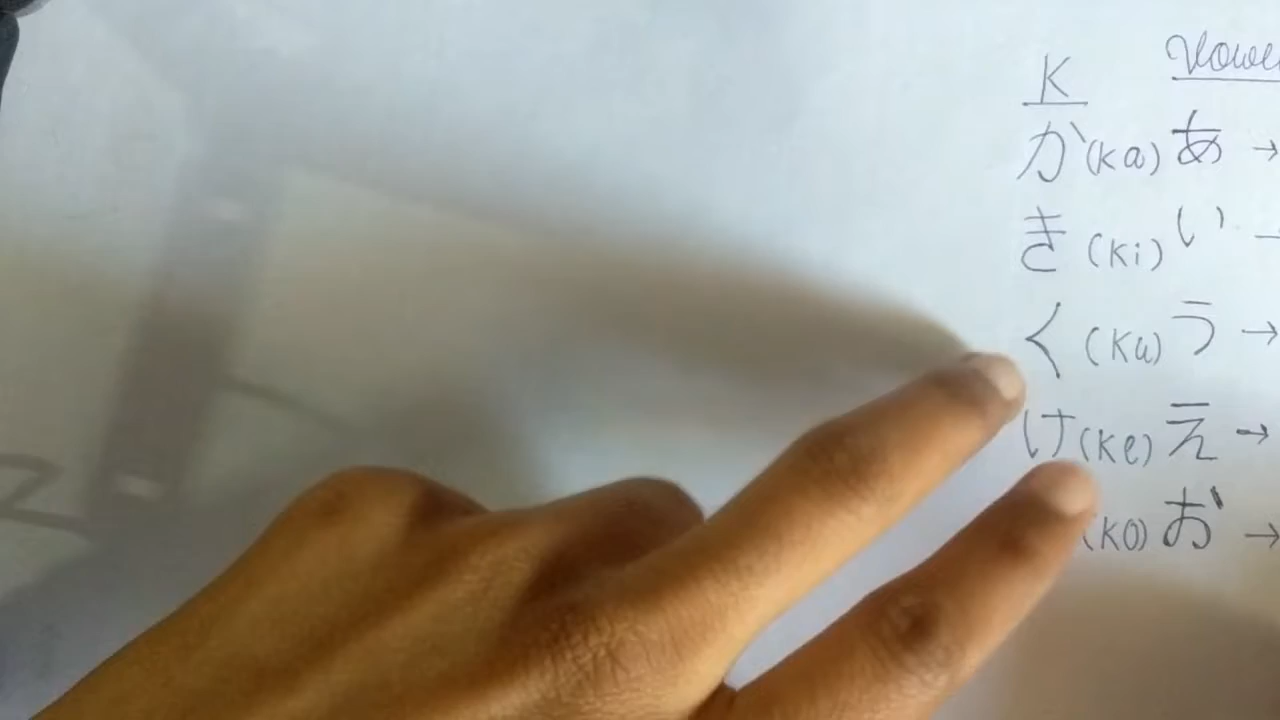 K Vowel
か(Ka) あ →
き (Ki) い →
く (Ku) う →
け (Ke) え →
(KO) お →